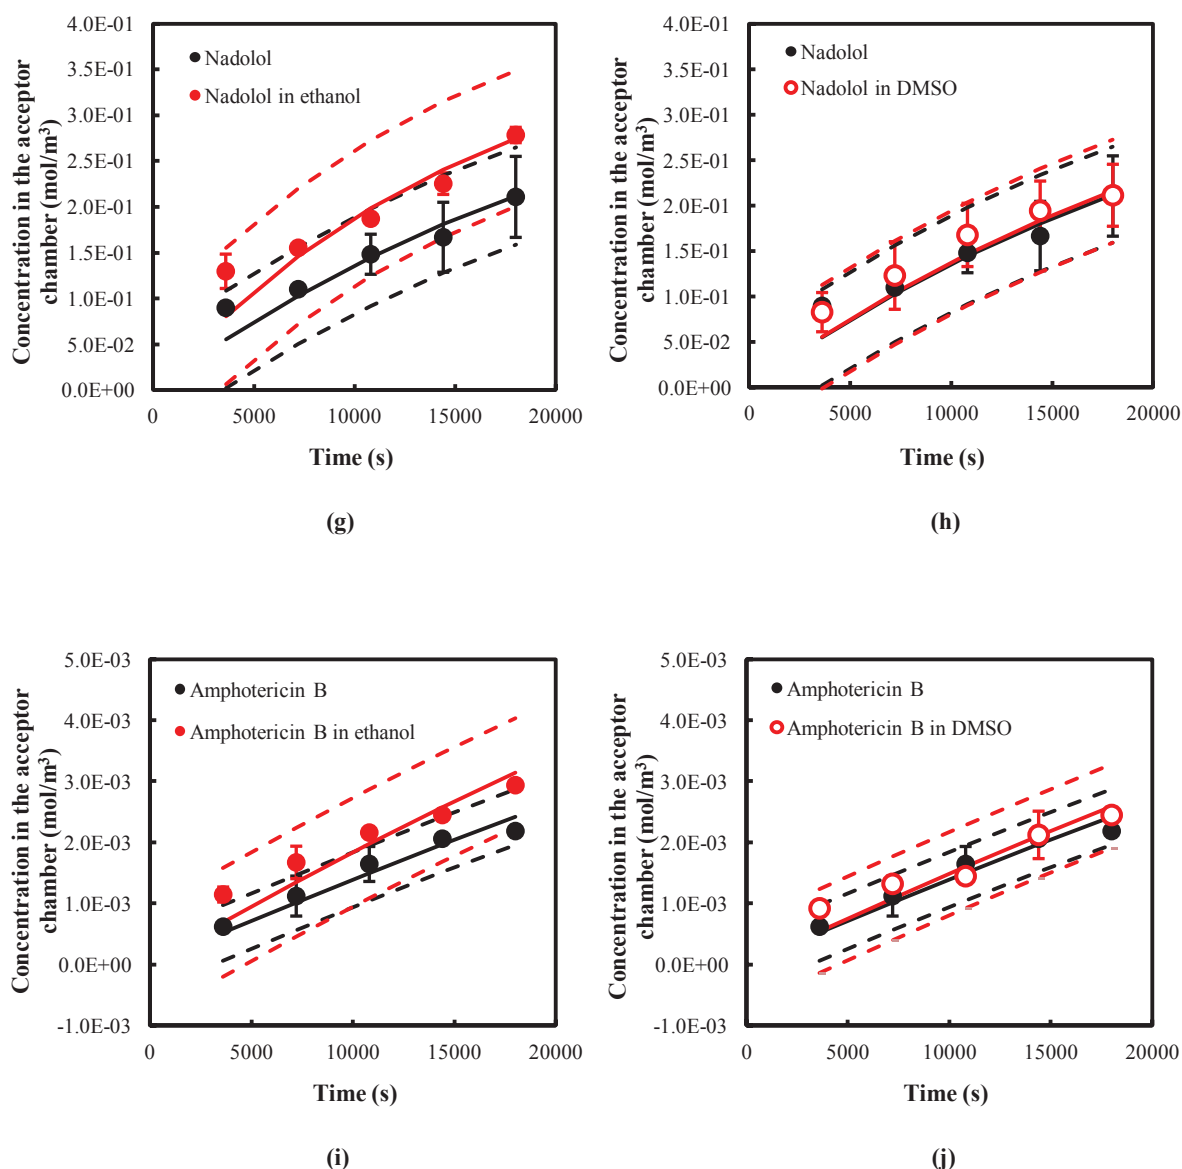 4.0E-01
3.5E-01
3.0E-01
2.5E-01
2.0E-01
1.5E-01
1.0E-01
5.0E-02
0.0E+00
Concentration in the acceptor
chamber (mol/m³)
Nadolol
Nadolol in ethanol
0 5000 10000 15000 20000
Time (s)
(g)
4.0E-01
3.5E-01
3.0E-01
2.5E-01
2.0E-01
1.5E-01
1.0E-01
5.0E-02
0.0E+00
Concentration in the acceptor
chamber (mol/m³)
Nadolol
Nadolol in DMSO
0 5000 10000 15000 20000
Time (s)
(h)
5.0E-03
4.0E-03
3.0E-03
2.0E-03
1.0E-03
0.0E+00
-1.0E-03
Concentration in the acceptor
chamber (mol/m³)
Amphotericin B
Amphotericin B in ethanol
0 5000 10000 15000 20000
Time (s)
(i)
5.0E-03
4.0E-03
3.0E-03
2.0E-03
1.0E-03
0.0E+00
-1.0E-03
Concentration in the acceptor
chamber (mol/m³)
Amphotericin B
Amphotericin B in DMSO
0 5000 10000 15000 20000
Time (s)
(j)